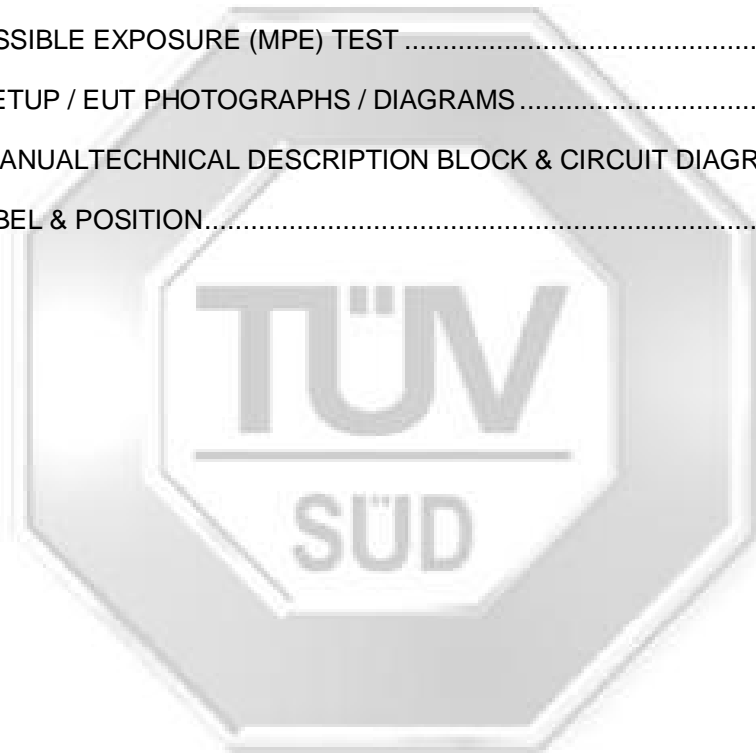 SSIBLE EXPOSURE (MPE) TEST ..........................................
ETUP / EUT PHOTOGRAPHS / DIAGRAMS ..............................
ANUALTECHNICAL DESCRIPTION BLOCK & CIRCUIT DIAGR
BEL & POSITION..............................................................................
TÜV
SÜD